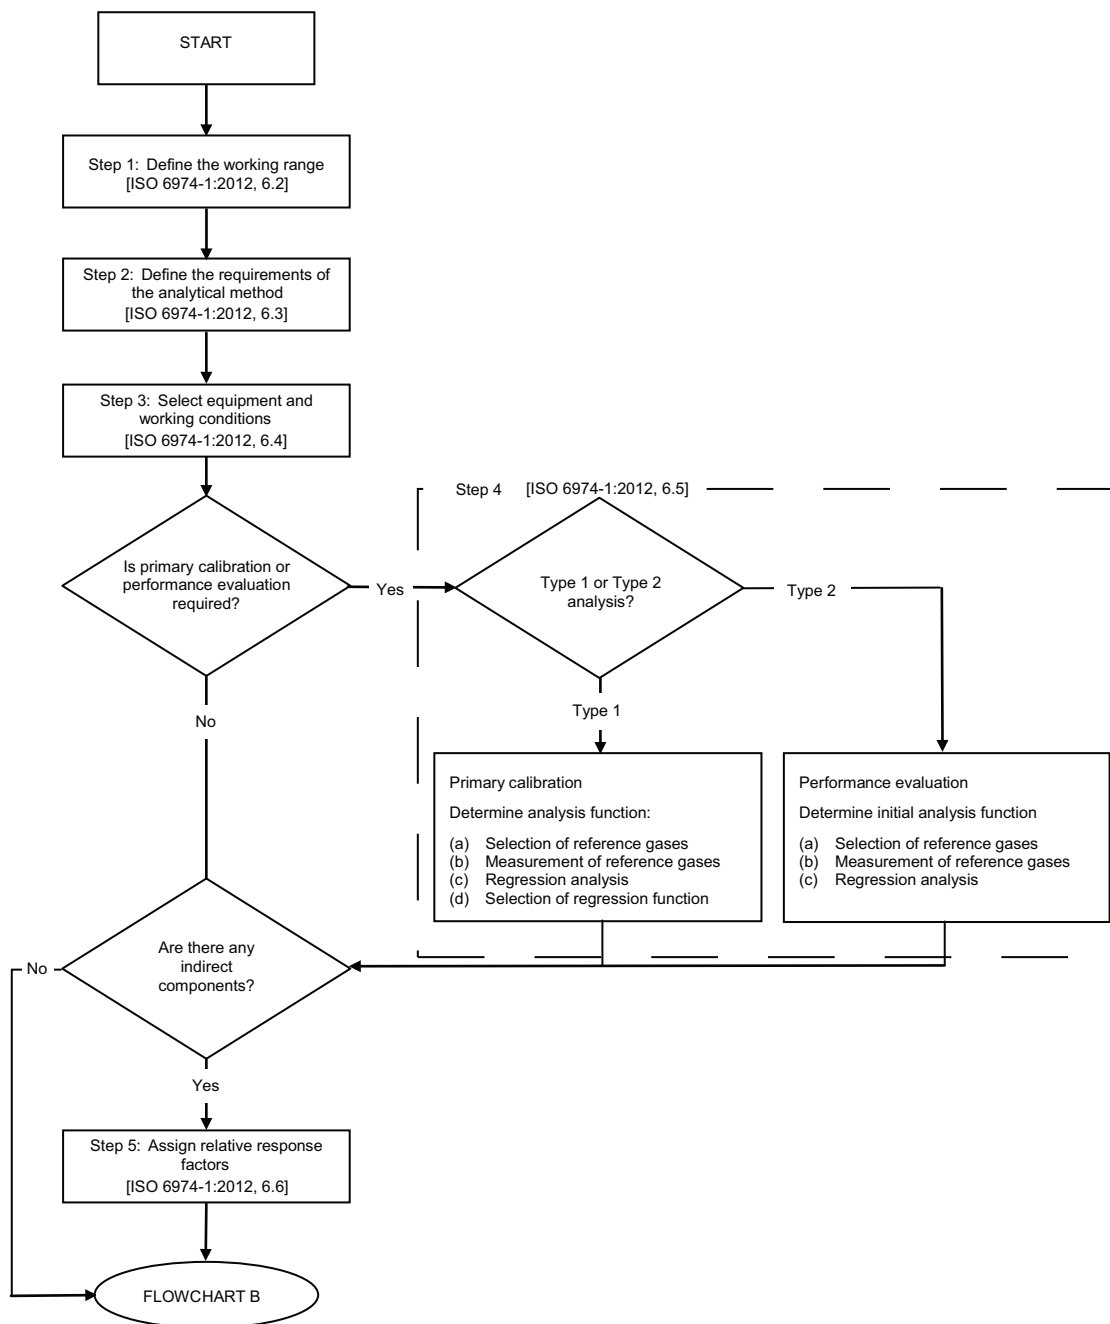 START
Step 1: Define the working range
[ISO 6974-1:2012, 6.2]
Step 2: Define the requirements of
the analytical method
[ISO 6974-1:2012, 6.3]
Step 3: Select equipment and
working conditions
[ISO 6974-1:2012, 6.4]
Step 4 [ISO 6974-1:2012, 6.5]
Is primary calibration or
performance evaluation
required?
Yes
Type 1 or Type 2
analysis?
Type 2
Type 1
No
Primary calibration
Determine analysis function:
(a) Selection of reference gases
(b) Measurement of reference gases
(c) Regression analysis
(d) Selection of regression function
Performance evaluation
Determine initial analysis function
(a) Selection of reference gases
(b) Measurement of reference gases
(c) Regression analysis
Are there any
indirect
components?
No
Yes
Step 5: Assign relative response
factors
[ISO 6974-1:2012, 6.6]
FLOWCHART B